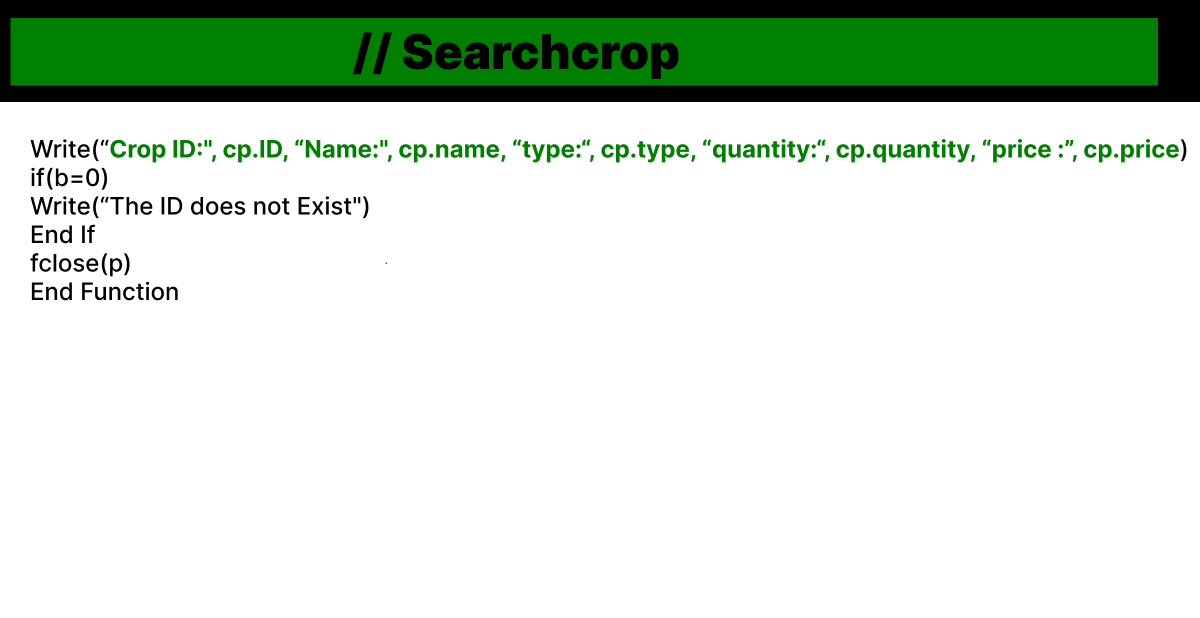 // Searchcrop
Write(“Crop ID:", cp.ID, “Name:", cp.name, “type:“, cp.type, “quantity:“, cp.quantity, “price :”, cp.price)
if(b=0)
Write(“The ID does not Exist")
End If
fclose(p)
End Function